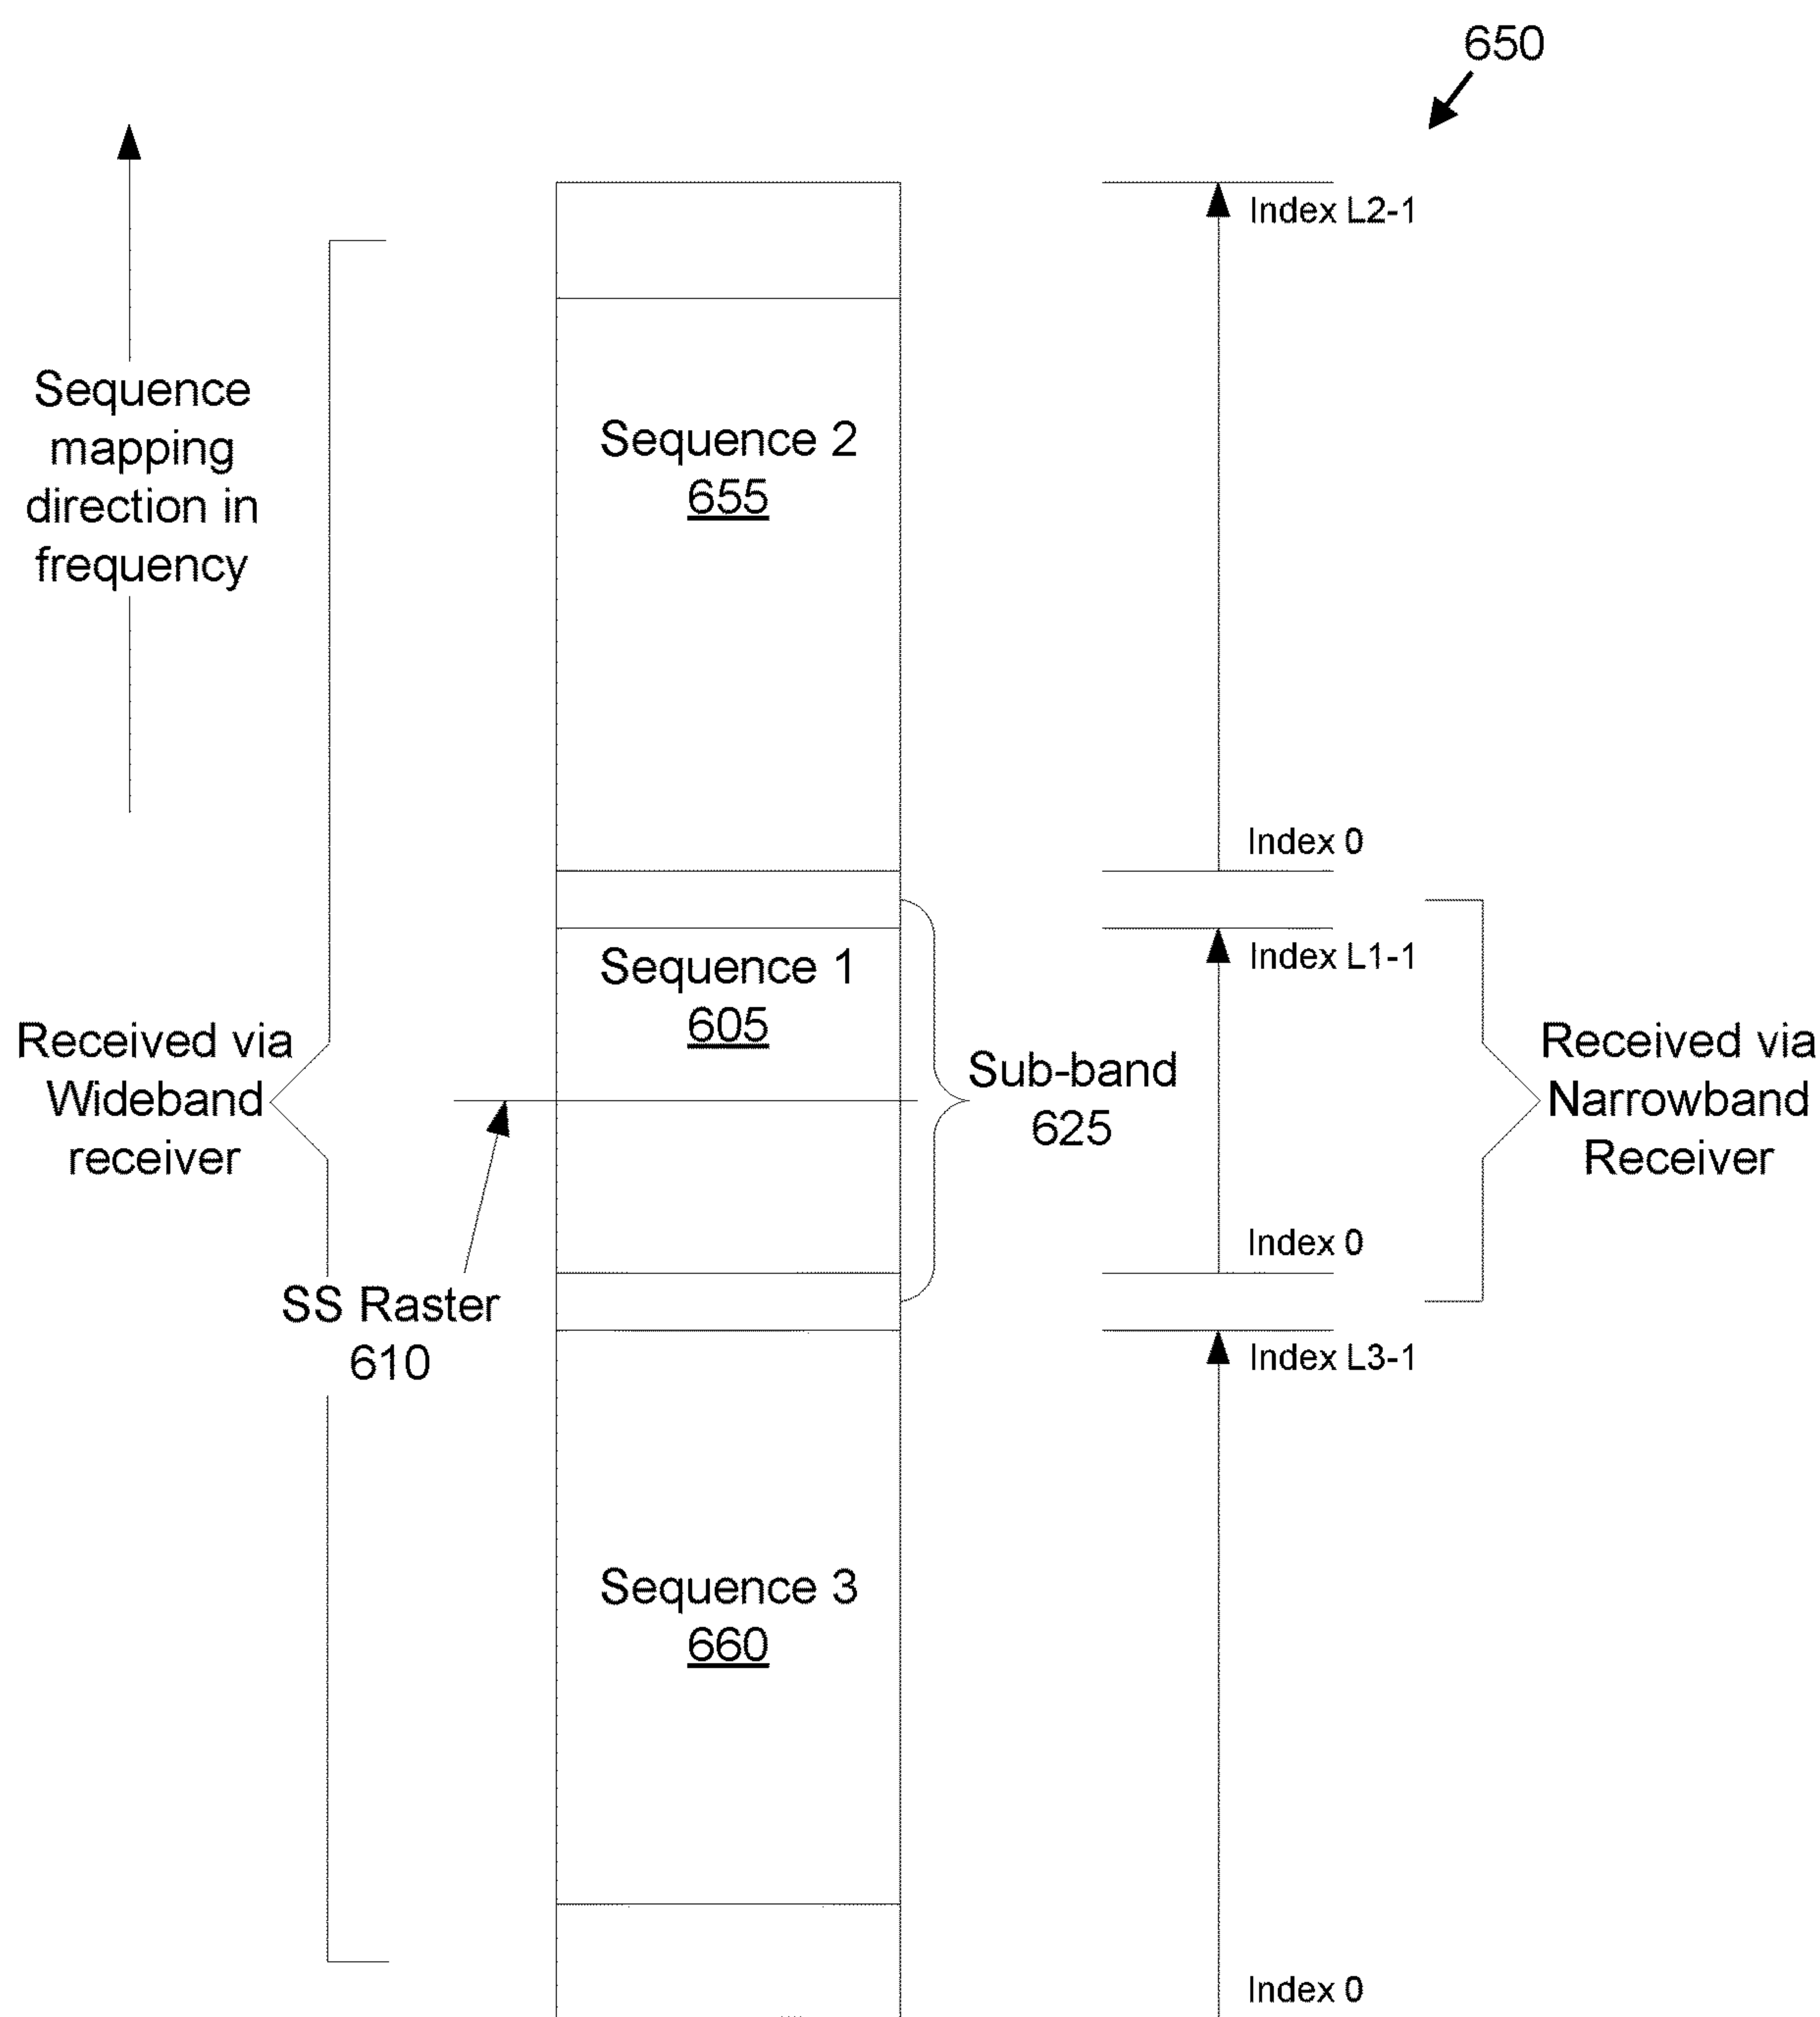 650
Index L2-1
Sequence
mapping
direction in
frequency
Sequence 2
655
Index 0
Index L1-1
Sequence 1
605
Received via
Wideband
receiver
Sub-band
625
Received via
Narrowband
Receiver
Index 0
SS Raster
610
Index L3-1
Sequence 3
660
Index 0